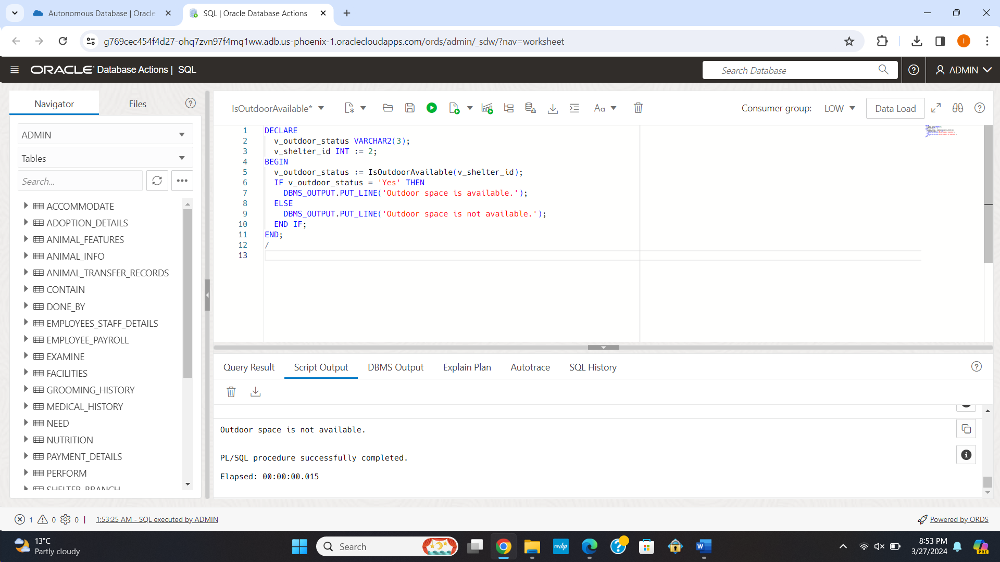 Autonomous Database | Oracle
SQL | Oracle Database Actions
g769cec454f4d27-ohq7zvn97f4mq1ww.adb.us-phoenix-1.oraclecloudapps.com/ords/admin/_sdw/?nav=worksheet
I
ORACLE Database Actions | SQL
Search Database
ADMIN
Navigator
Files
ADMIN
Tables
Search...
ACCOMMODATE
ADOPTION_DETAILS
ANIMAL_FEATURES
ANIMAL_INFO
ANIMAL_TRANSFER_RECORDS
CONTAIN
DONE_BY
EMPLOYEES_STAFF_DETAILS
EMPLOYEE_PAYROLL
EXAMINE
FACILITIES
GROOMING_HISTORY
MEDICAL_HISTORY
NEED
NUTRITION
PAYMENT_DETAILS
PERFORM
SHELTER_BRANCH
IsOutdoorAvailable*
Aa
Consumer group: LOW
Data Load
1 DECLARE
2 v_outdoor_status VARCHAR2(3);
3 v_shelter_id INT := 2;
4 BEGIN
5 v_outdoor_status := IsOutdoorAvailable(v_shelter_id);
6 IF v_outdoor_status = 'Yes' THEN
7 DBMS_OUTPUT.PUT_LINE('Outdoor space is available.');
8 ELSE
9 DBMS_OUTPUT.PUT_LINE('Outdoor space is not available.');
10 END IF;
11 END;
12 /
13
Query Result
Script Output
DBMS Output
Explain Plan
Autotrace
SQL History
Outdoor space is not available.
PL/SQL procedure successfully completed.
Elapsed: 00:00:00.015
1 0 0 | 1:53:25 AM - SQL executed by ADMIN
Powered by ORDS
13°C
Partly cloudy
Search
myhp
W
8:53 PM
3/27/2024
PRE